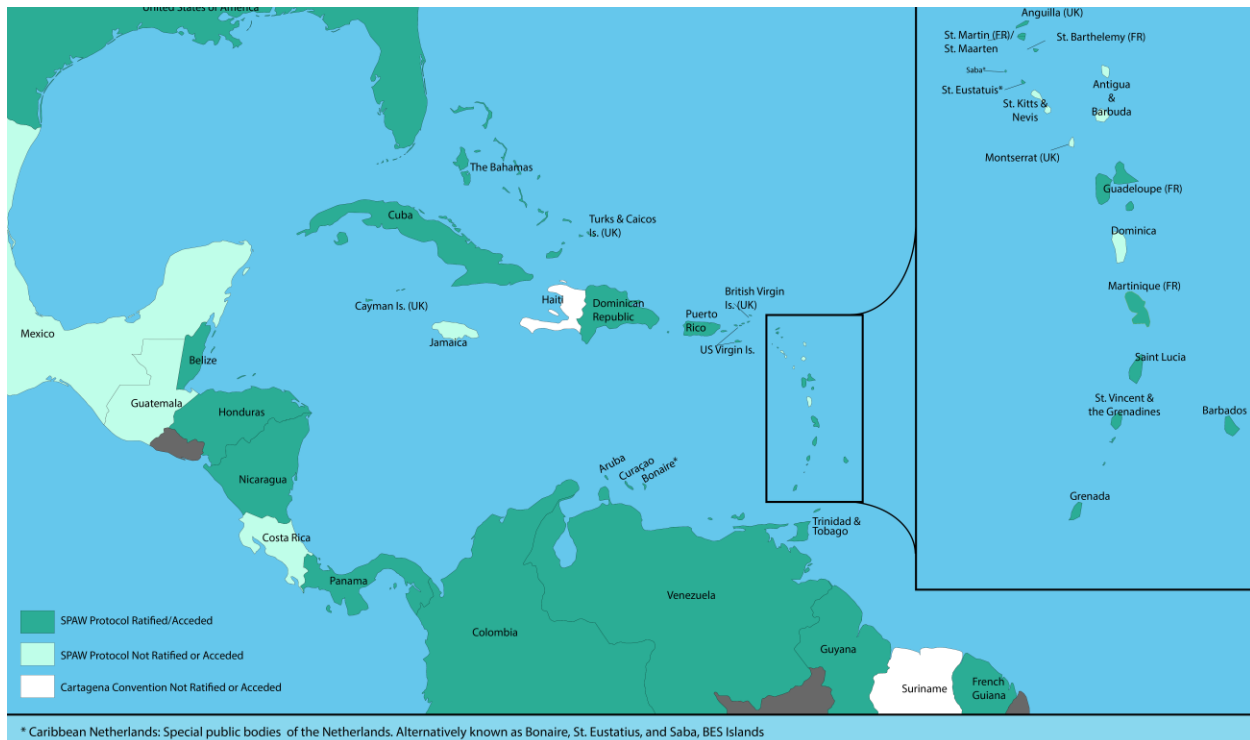 United States of America
Anguilla (UK)
St. Martin (FR)/
St. Maarten
St. Barthelemy (FR)
Saba*
St. Eustatuis*
St. Kitts &
Nevis
Antigua
&
Barbuda
Montserrat (UK)
Guadeloupe (FR)
Dominica
Martinique (FR)
Saint Lucia
St. Vincent &
the Grenadines
Barbados
Grenada
The Bahamas
Cuba
Turks & Caicos
Is. (UK)
Cayman Is. (UK)
Haiti
Dominican
Republic
Puerto
Rico
British Virgin
Is. (UK)
US Virgin Is.
Jamaica
Mexico
Belize
Guatemala
Honduras
Nicaragua
Costa Rica
Panama
Aruba
Curaçao
Bonaire*
Trinidad &
Tobago
Venezuela
Colombia
Guyana
Suriname
French
Guiana
SPAW Protocol Ratified/Acceded
SPAW Protocol Not Ratified or Acceded
Cartagena Convention Not Ratified or Acceded
* Caribbean Netherlands: Special public bodies of the Netherlands. Alternatively known as Bonaire, St. Eustatius, and Saba, BES Islands